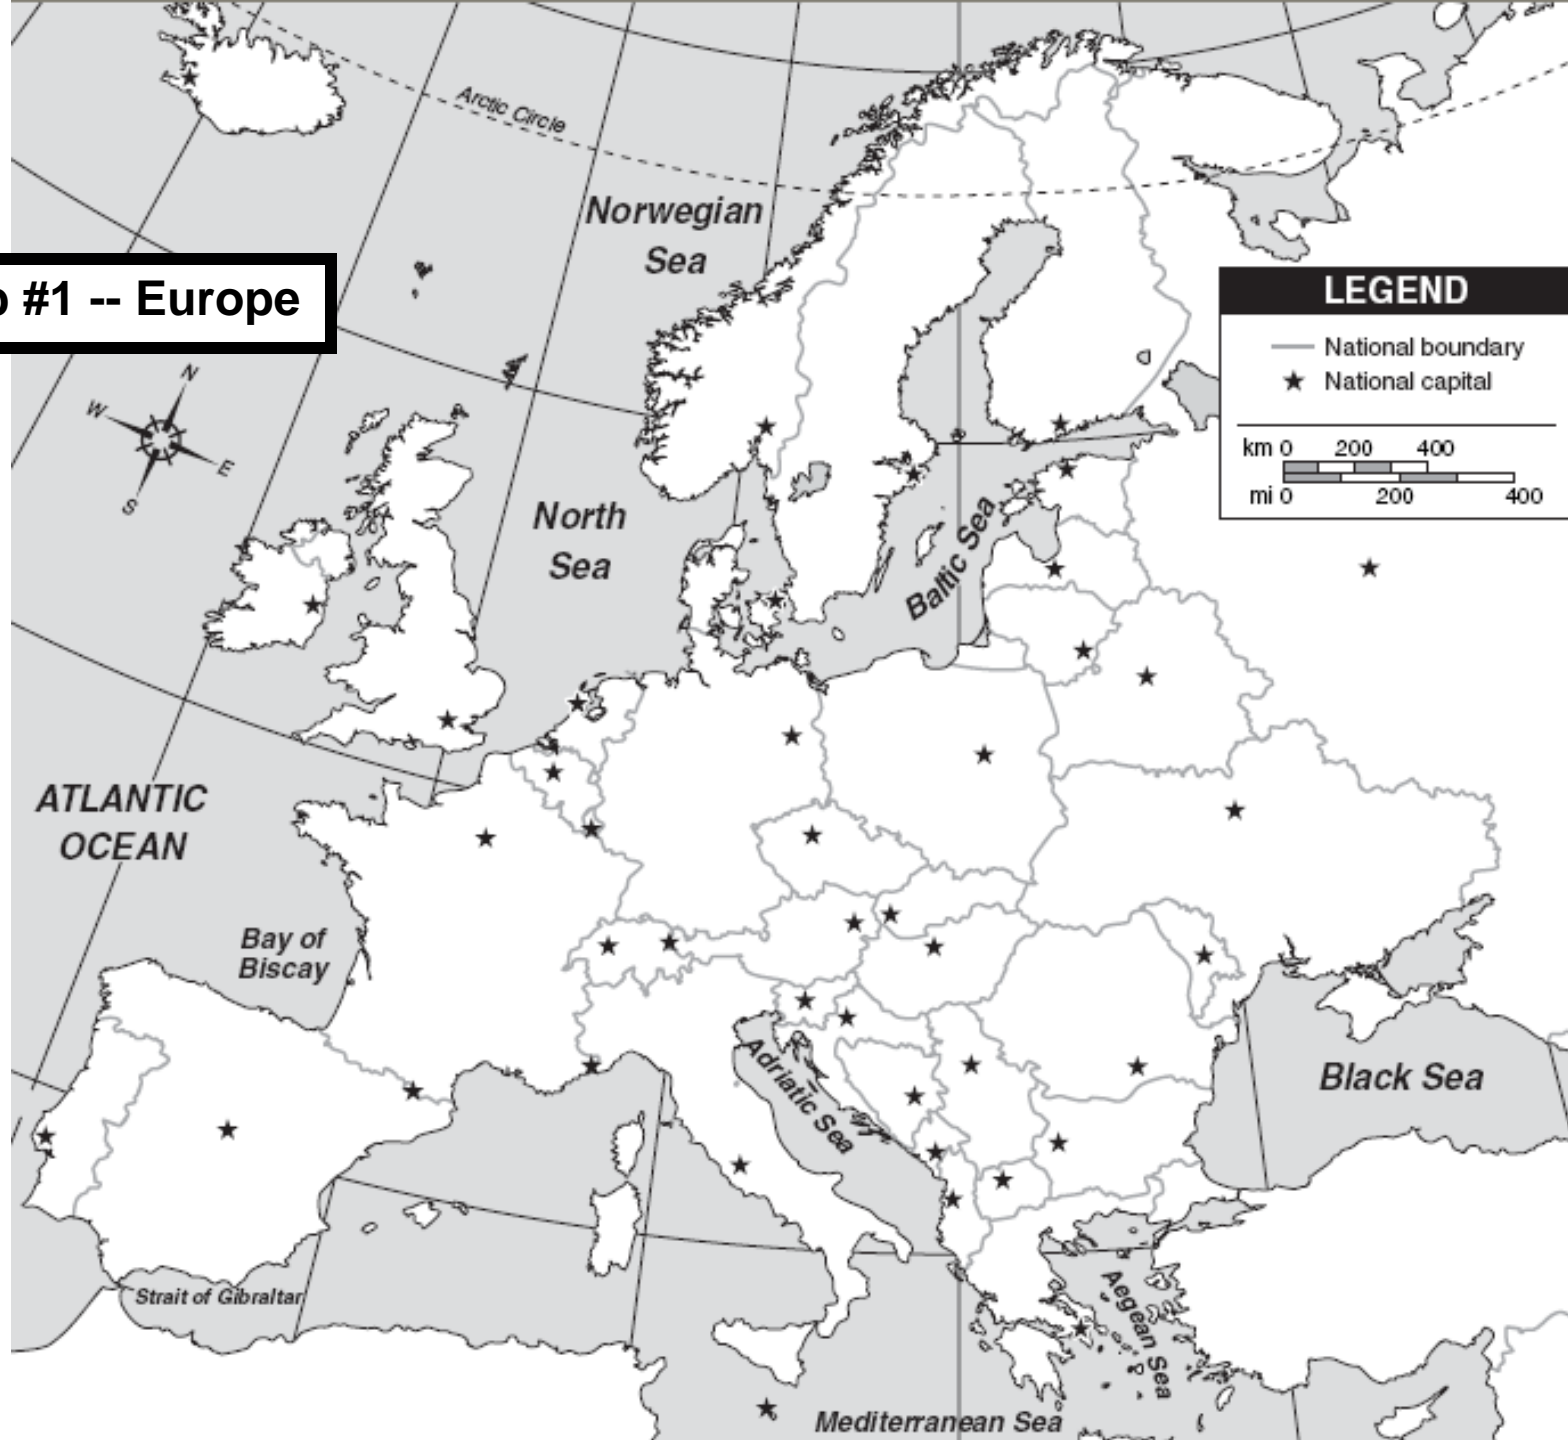 Arctic Circle
Norwegian
Sea
#1 -- Europe
LEGEND
National boundary
National capital
km 0 200 400
mi 0 200 400
N
W
E
S
North
Sea
Baltic Sea
ATLANTIC
OCEAN
Bay of
Biscay
Adriatic Sea
Black Sea
Strait of Gibraltar
Aegean Sea
Mediterranean Sea